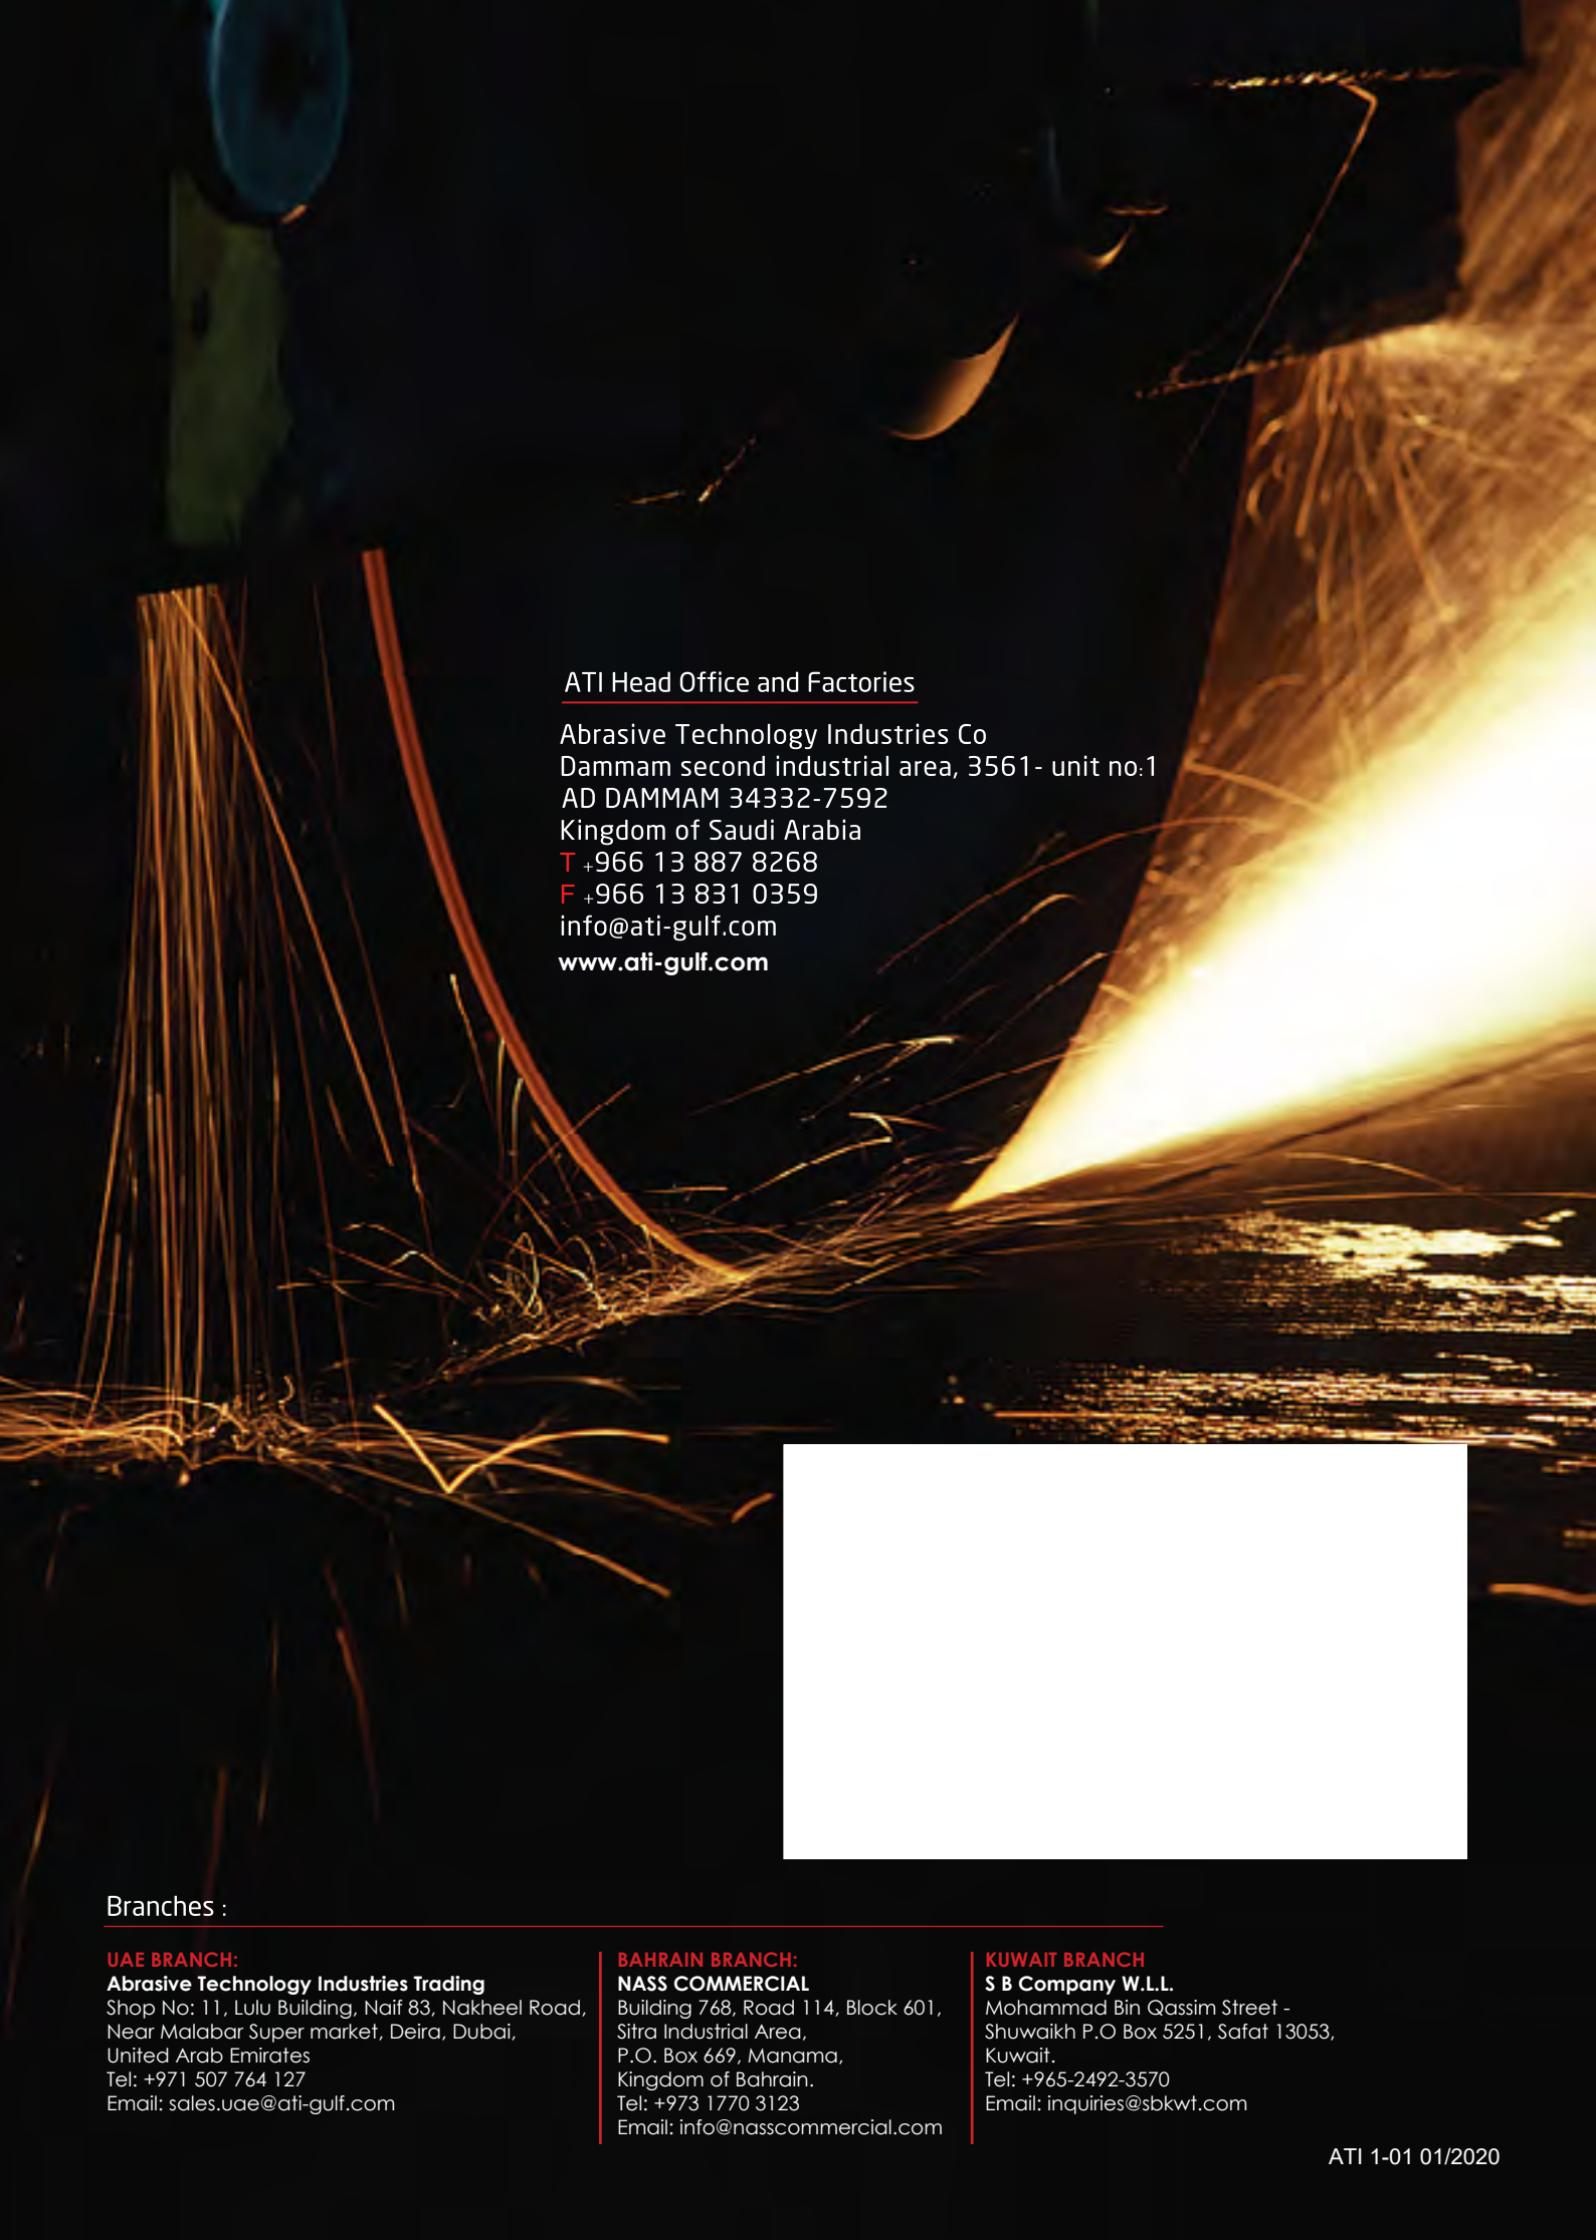 ATI Head Office and Factories
Abrasive Technology Industries Co
Dammam second industrial area, 3561- unit no:1
AD DAMMAM 34332-7592
Kingdom of Saudi Arabia
T +966 13 887 8268
F +966 13 831 0359
info@ati-gulf.com
www.ati-gulf.com
Branches :
UAE BRANCH:
Abrasive Technology Industries Trading
Shop No: 11, Lulu Building, Naif 83, Nakheel Road,
Near Malabar Super market, Deira, Dubai,
United Arab Emirates
Tel: +971 507 764 127
Email: sales.uae@ati-gulf.com
BAHRAIN BRANCH:
NASS COMMERCIAL
Building 768, Road 114, Block 601,
Sitra Industrial Area,
P.O. Box 669, Manama,
Kingdom of Bahrain.
Tel: +973 1770 3123
Email: info@nasscommercial.com
KUWAIT BRANCH
S B Company W.L.L.
Mohammad Bin Qassim Street -
Shuwaikh P.O Box 5251, Safat 13053,
Kuwait.
Tel: +965-2492-3570
Email: inquiries@sbkwt.com
ATI 1-01 01/2020